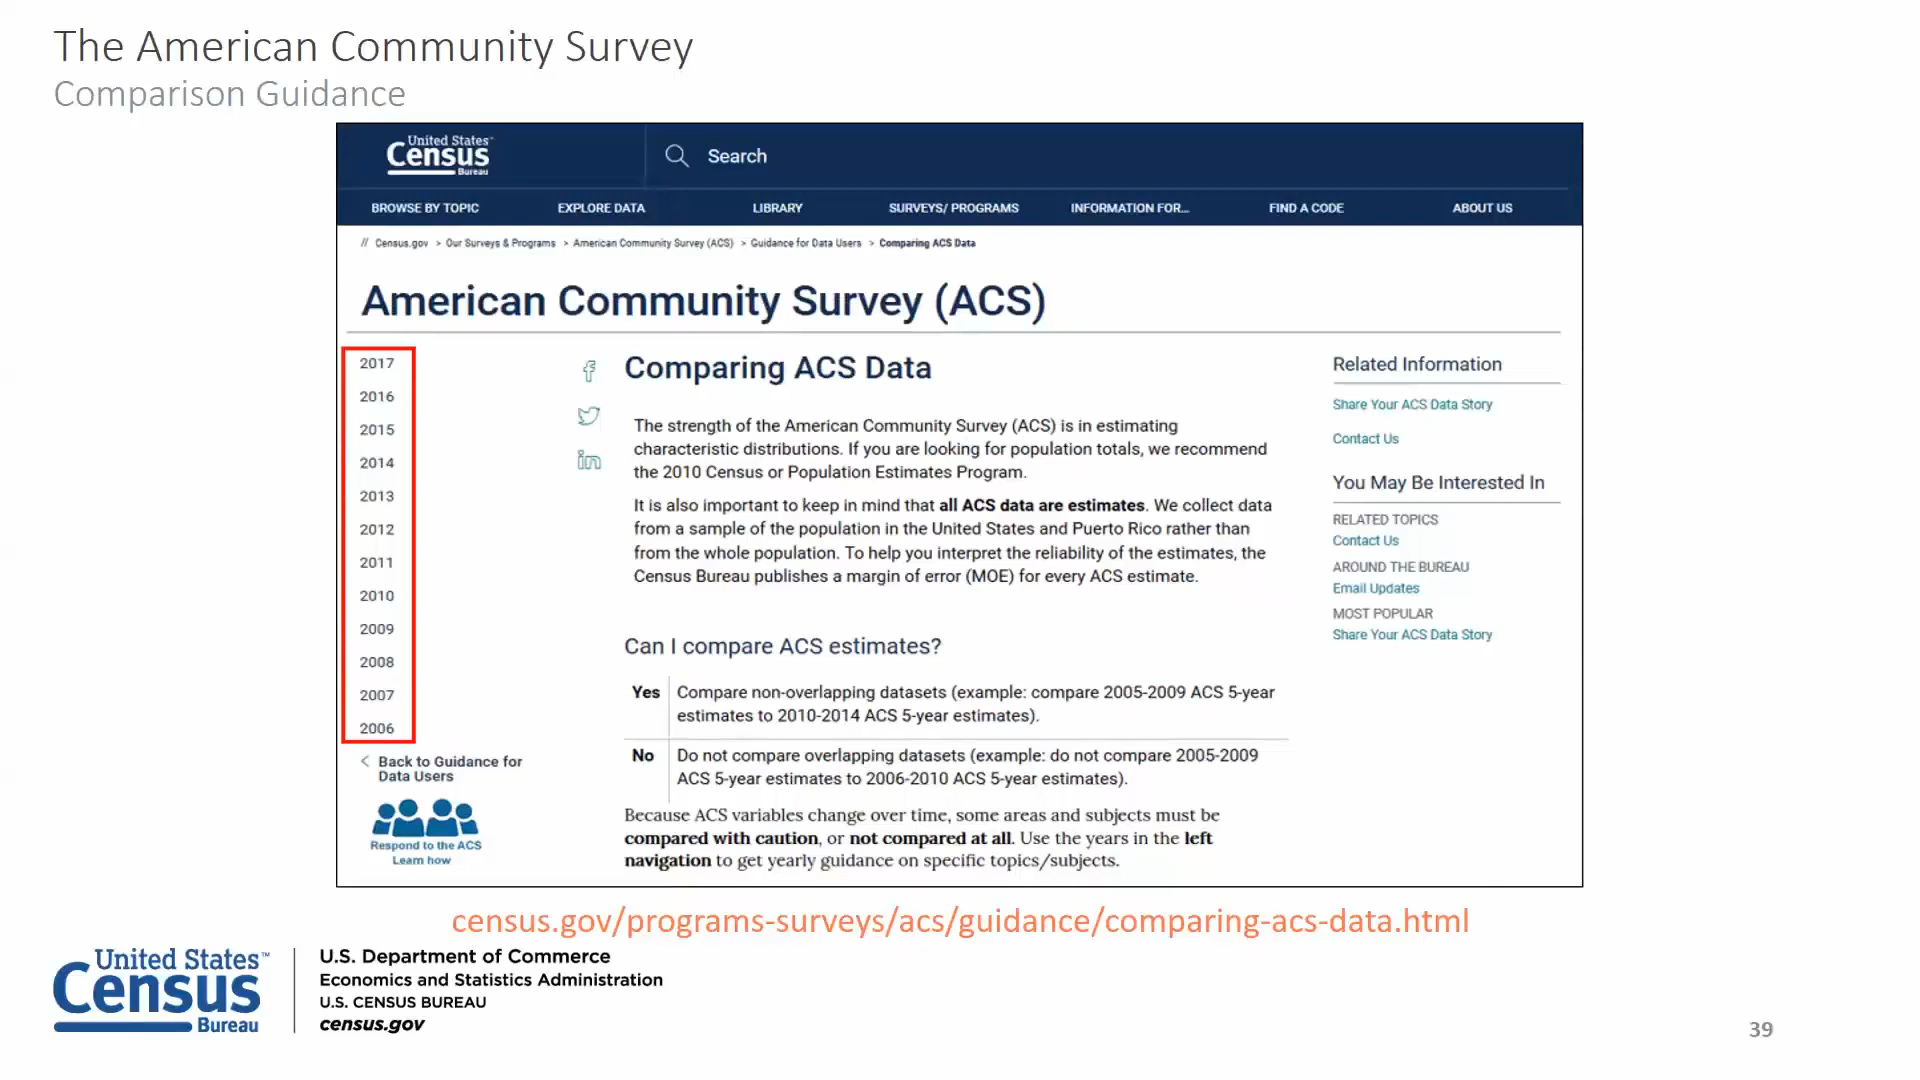 The American Community Survey
Comparison Guidance
United States™
Census
Bureau
Search
BROWSE BY TOPIC
EXPLORE DATA
LIBRARY
SURVEYS/ PROGRAMS
INFORMATION FOR...
FIND A CODE
ABOUT US
// Census.gov > Our Surveys & Programs > American Community Survey (ACS) > Guidance for Data Users > Comparing ACS Data
American Community Survey (ACS)
2017
2016
2015
2014
2013
2012
2011
2010
2009
2008
2007
2006
< Back to Guidance for
Data Users
Respond to the ACS
Learn how
Comparing ACS Data
The strength of the American Community Survey (ACS) is in estimating
characteristic distributions. If you are looking for population totals, we recommend
the 2010 Census or Population Estimates Program.
It is also important to keep in mind that all ACS data are estimates. We collect data
from a sample of the population in the United States and Puerto Rico rather than
from the whole population. To help you interpret the reliability of the estimates, the
Census Bureau publishes a margin of error (MOE) for every ACS estimate.
Can I compare ACS estimates?
Yes Compare non-overlapping datasets (example: compare 2005-2009 ACS 5-year
estimates to 2010-2014 ACS 5-year estimates).
No Do not compare overlapping datasets (example: do not compare 2005-2009
ACS 5-year estimates to 2006-2010 ACS 5-year estimates).
Because ACS variables change over time, some areas and subjects must be
compared with caution, or not compared at all. Use the years in the left
navigation to get yearly guidance on specific topics/subjects.
Related Information
Share Your ACS Data Story
Contact Us
You May Be Interested In
RELATED TOPICS
Contact Us
AROUND THE BUREAU
Email Updates
MOST POPULAR
Share Your ACS Data Story
census.gov/programs-surveys/acs/guidance/comparing-acs-data.html
United States™
Census
Bureau
U.S. Department of Commerce
Economics and Statistics Administration
U.S. CENSUS BUREAU
census.gov
39